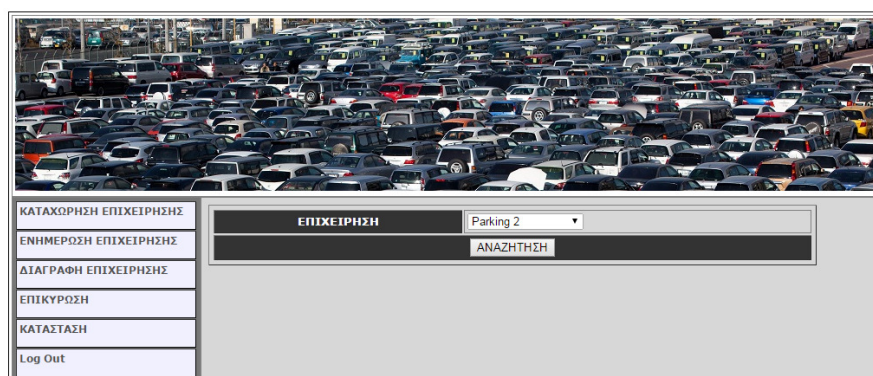 ΚΑΤΑΧΩΡΗΣΗ ΕΠΙΧΕΙΡΗΣΗΣ
ΕΝΗΜΕΡΩΣΗ ΕΠΙΧΕΙΡΗΣΗΣ
ΔΙΑΓΡΑΦΗ ΕΠΙΧΕΙΡΗΣΗΣ
ΕΠΙΚΥΡΩΣΗ
ΚΑΤΑΣΤΑΣΗ
Log Out
ΕΠΙΧΕΙΡΗΣΗ Parking 2
ΑΝΑΖΗΤΗΣΗ